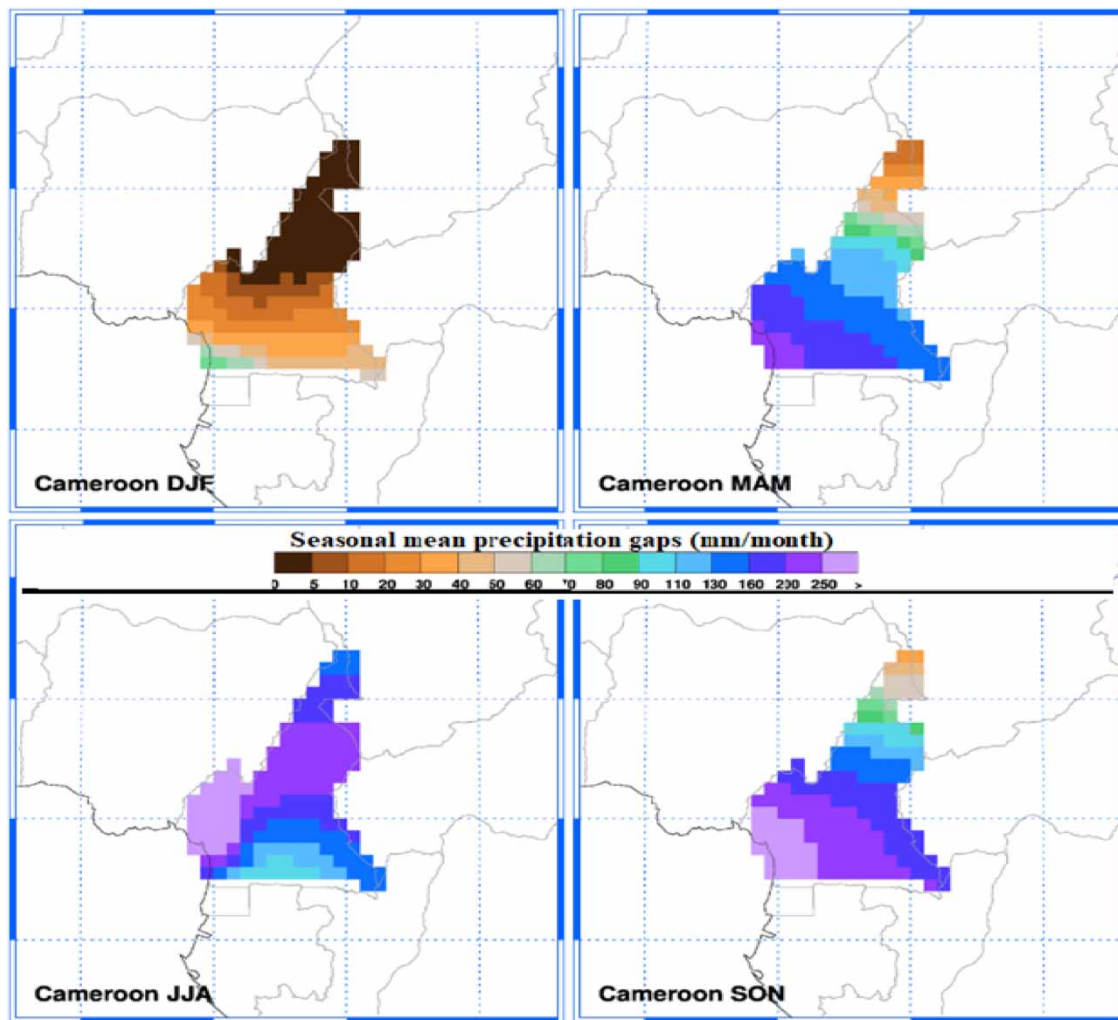 Cameroon DJF
Cameroon MAM
Seasonal mean precipitation gaps (mm/month)
0 5 10 20 30 40 50 60 70 80 90 110 130 160 230 250 >
Cameroon JJA
Cameroon SON